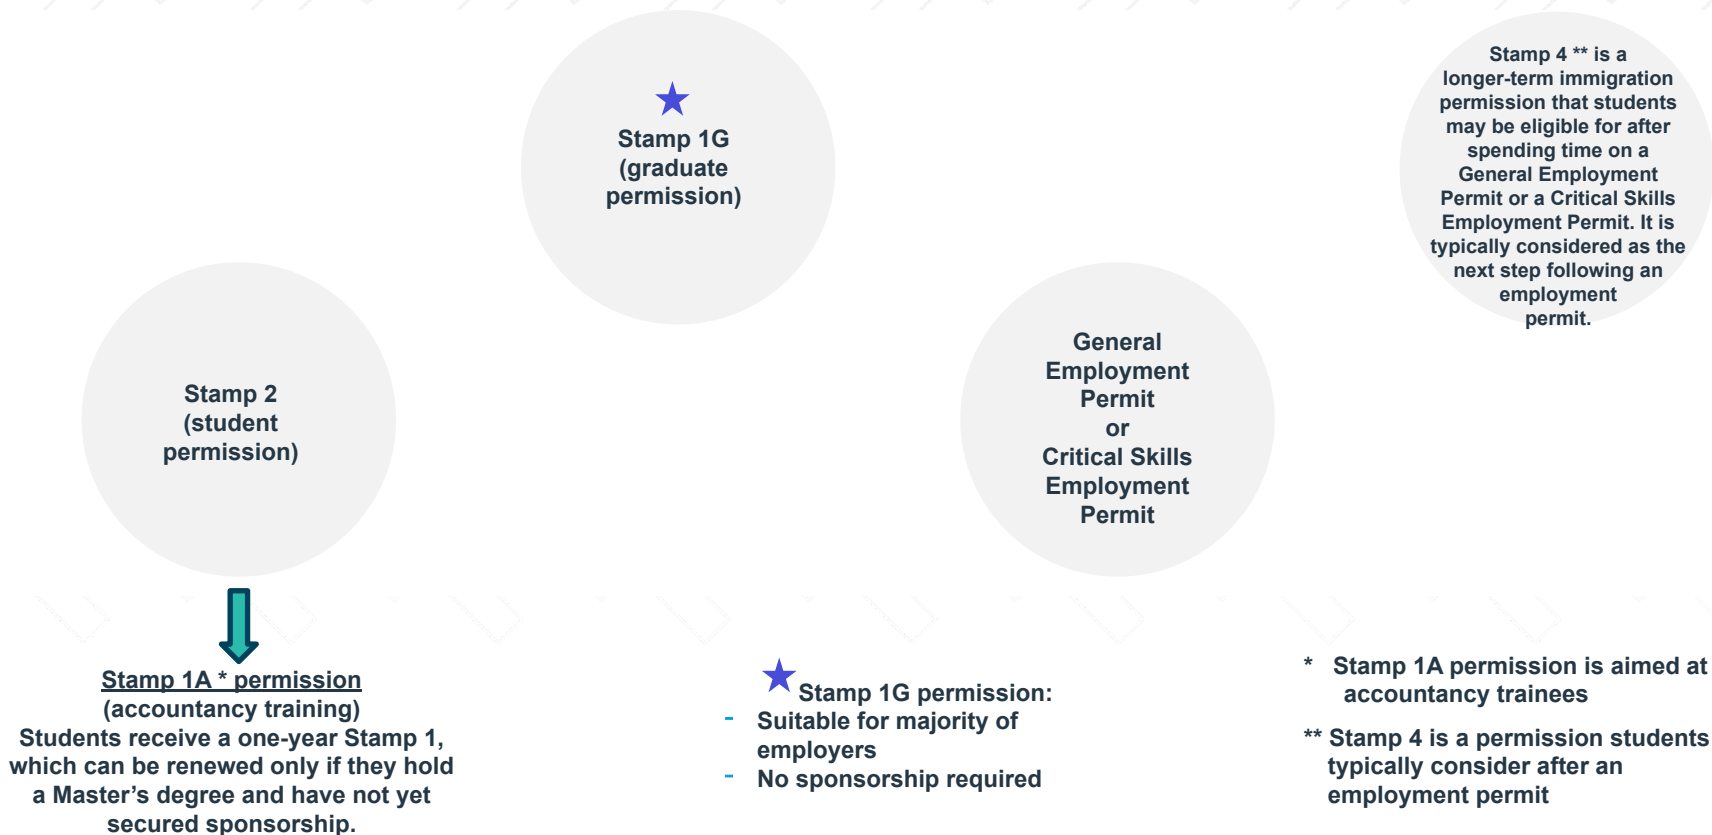 Stamp 1G
(graduate
permission)
Stamp 4 ** is a
longer-term immigration
permission that students
may be eligible for after
spending time on a
General Employment
Permit or a Critical Skills
Employment Permit. It is
typically considered as the
next step following an
employment
permit.
Stamp 2
(student
permission)
General
Employment
Permit
or
Critical Skills
Employment
Permit
Stamp 1A * permission
(accountancy training)
Students receive a one-year Stamp 1,
which can be renewed only if they hold
a Master’s degree and have not yet
secured sponsorship.
Stamp 1G permission:
- Suitable for majority of
employers
- No sponsorship required
* Stamp 1A permission is aimed at
accountancy trainees
** Stamp 4 is a permission students
typically consider after an
employment permit